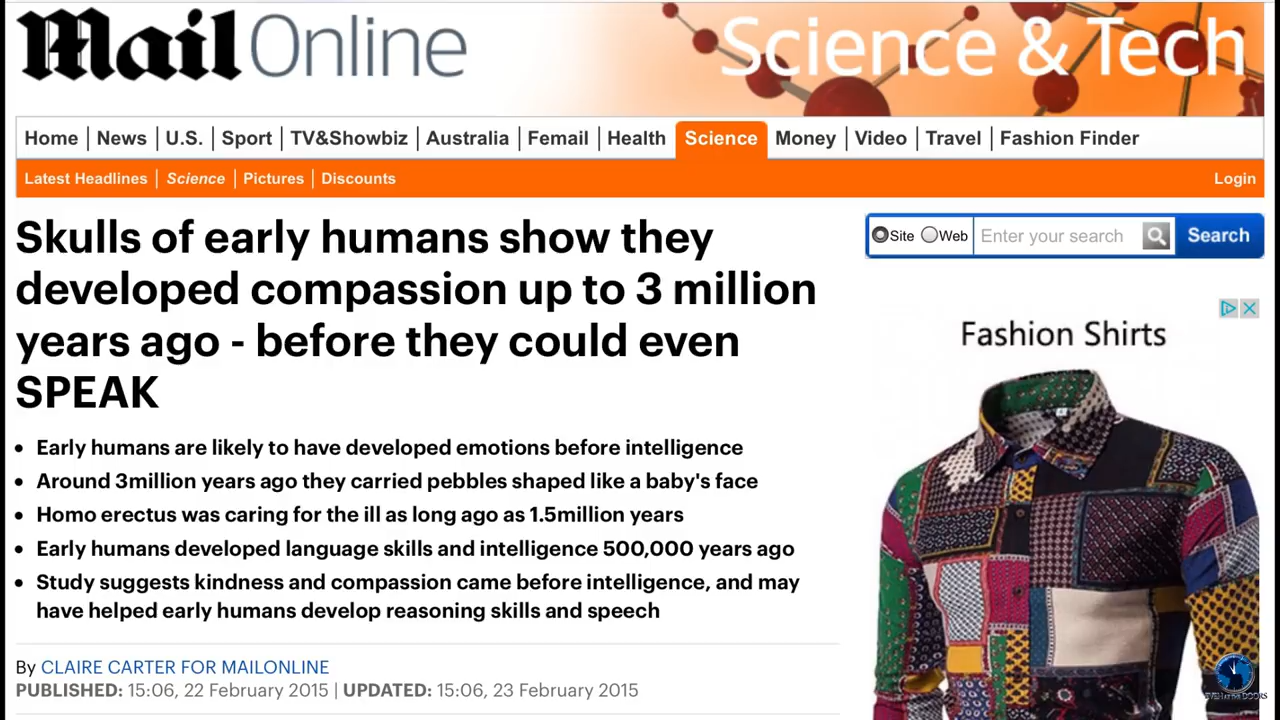 Mail Online
Science & Tech
Home | News | U.S. | Sport | TV&Showbiz | Australia | Femail | Health | Science | Money | Video | Travel | Fashion Finder
Latest Headlines | Science | Pictures | Discounts
Login
Skulls of early humans show they
developed compassion up to 3 million
years ago - before they could even
SPEAK
Site Web Enter your search Search
Fashion Shirts
• Early humans are likely to have developed emotions before intelligence
• Around 3million years ago they carried pebbles shaped like a baby's face
• Homo erectus was caring for the ill as long ago as 1.5million years
• Early humans developed language skills and intelligence 500,000 years ago
• Study suggests kindness and compassion came before intelligence, and may
have helped early humans develop reasoning skills and speech
By CLAIRE CARTER FOR MAILONLINE
PUBLISHED: 15:06, 22 February 2015 | UPDATED: 15:06, 23 February 2015